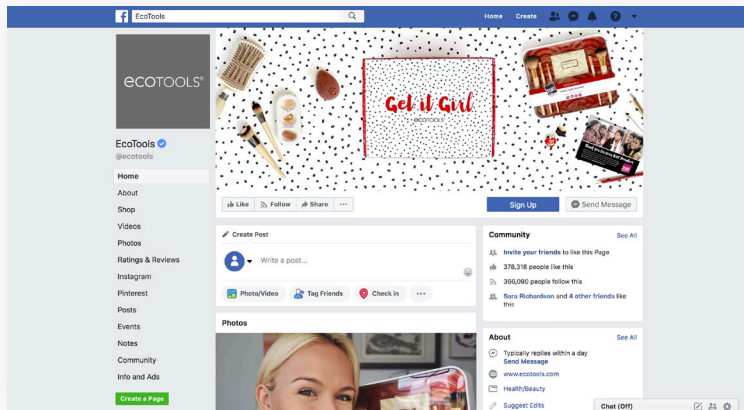 EcoTools
Home Create
ecoTOOLS®
Get it Girl
ECOTOOLS
EcoTools
@ecotools
Home
About
Shop
Videos
Photos
Ratings & Reviews
Instagram
Pinterest
Posts
Events
Notes
Community
Info and Ads
Create a Page
Like Follow Share
Sign Up Send Message
Create Post
Write a post...
Photo/Video Tag Friends Check in
Photos
Community See All
Invite your friends to like this Page
378,318 people like this
366,090 people follow this
Sara Richardson and 4 other friends like
this
About See All
Typically replies within a day
Send Message
www.ecotools.com
Health/Beauty
Suggest Edits
Chat (Off)